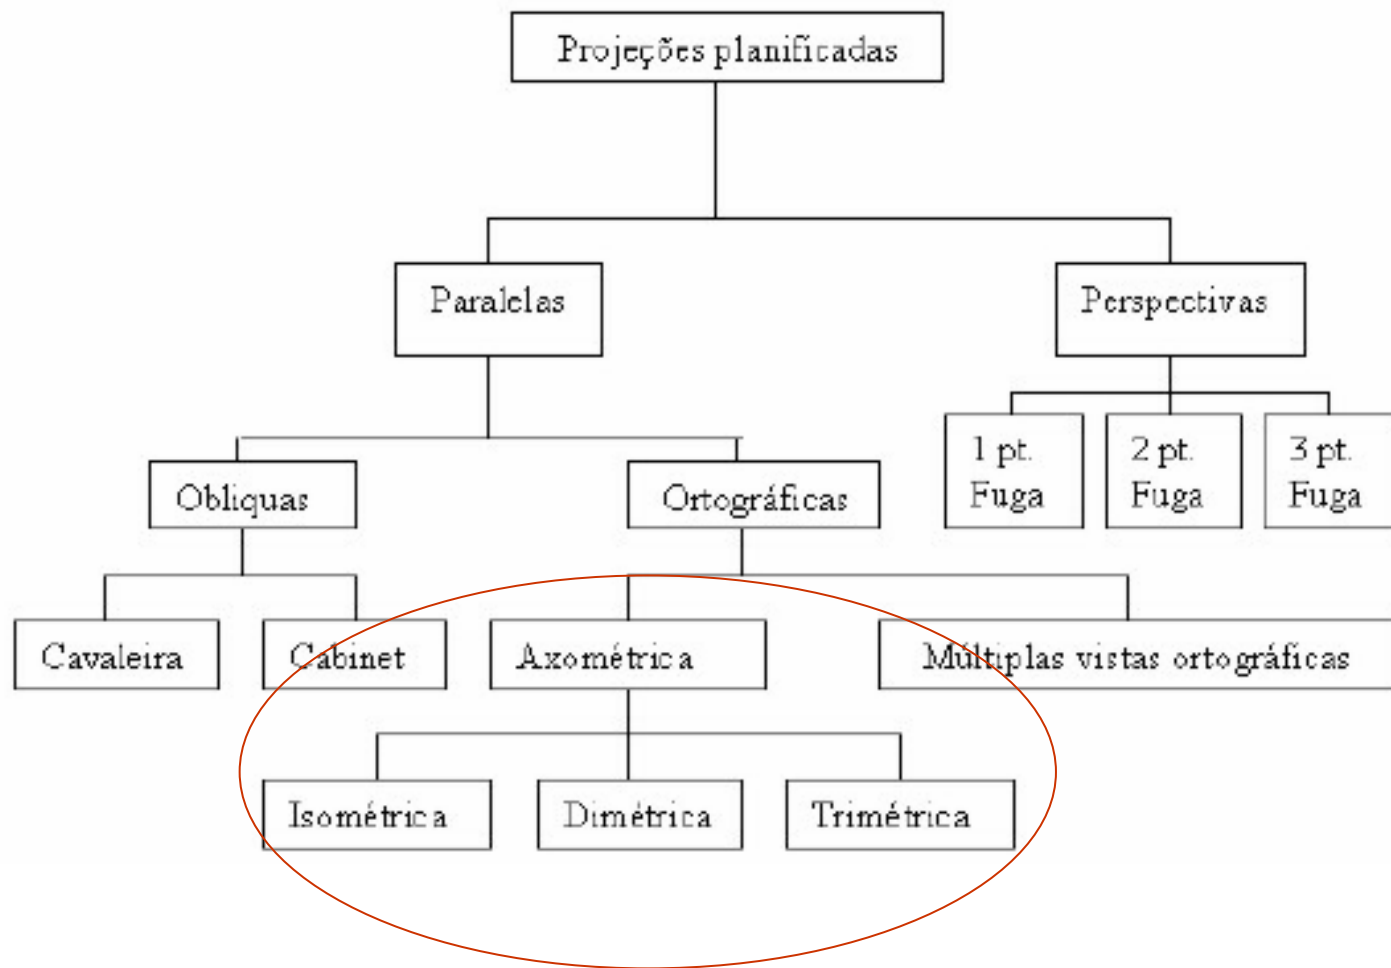 Projeções planificadas
Paralelas
Perspectivas
1 pt.
Fuga
2 pt.
Fuga
3 pt.
Fuga
Obliquas
Ortográficas
Cavaleira
Cabinet
Axométrica
Múltiplas vistas ortográficas
Isométrica
Dimétrica
Trimétrica